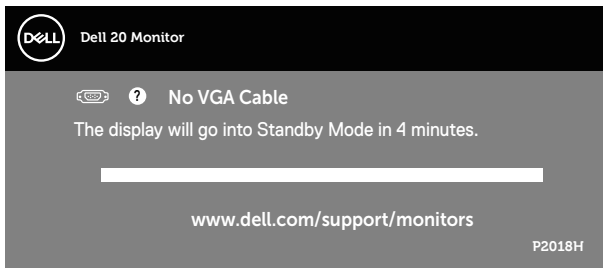 DELL
Dell 20 Monitor
? No VGA Cable
The display will go into Standby Mode in 4 minutes.
www.dell.com/support/monitors
P2018H